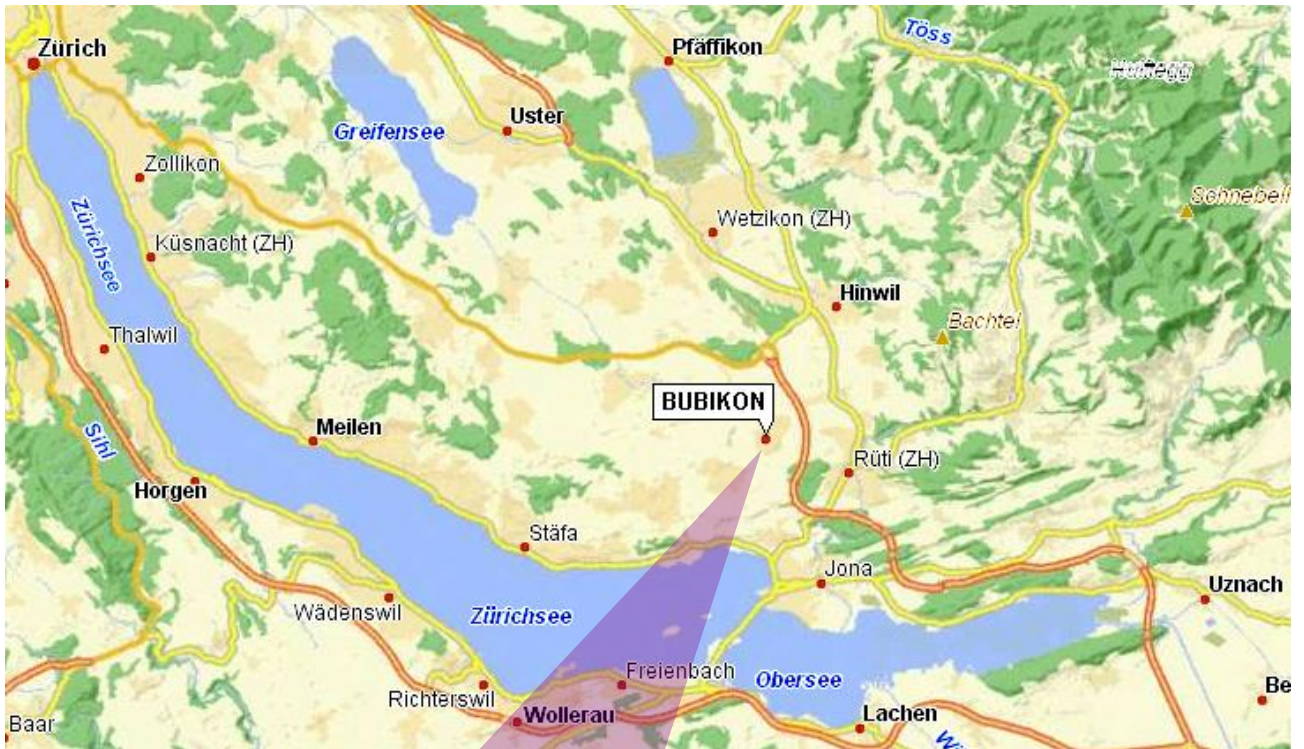 Zürich
Pfäffikon
Töss
Uster
Greifensee
Zollikon
Wetzikon (ZH)
Zürichsee
Küsnacht (ZH)
Hinwil
Bachtel
Thalwil
BUBIKON
Meilen
Sihl
Rüti (ZH)
Horgen
Stäfa
Jona
Uznach
Wädenswil
Zürichsee
Freienbach
Obersee
Richterswil
Wollerau
Lachen
Baar
Be